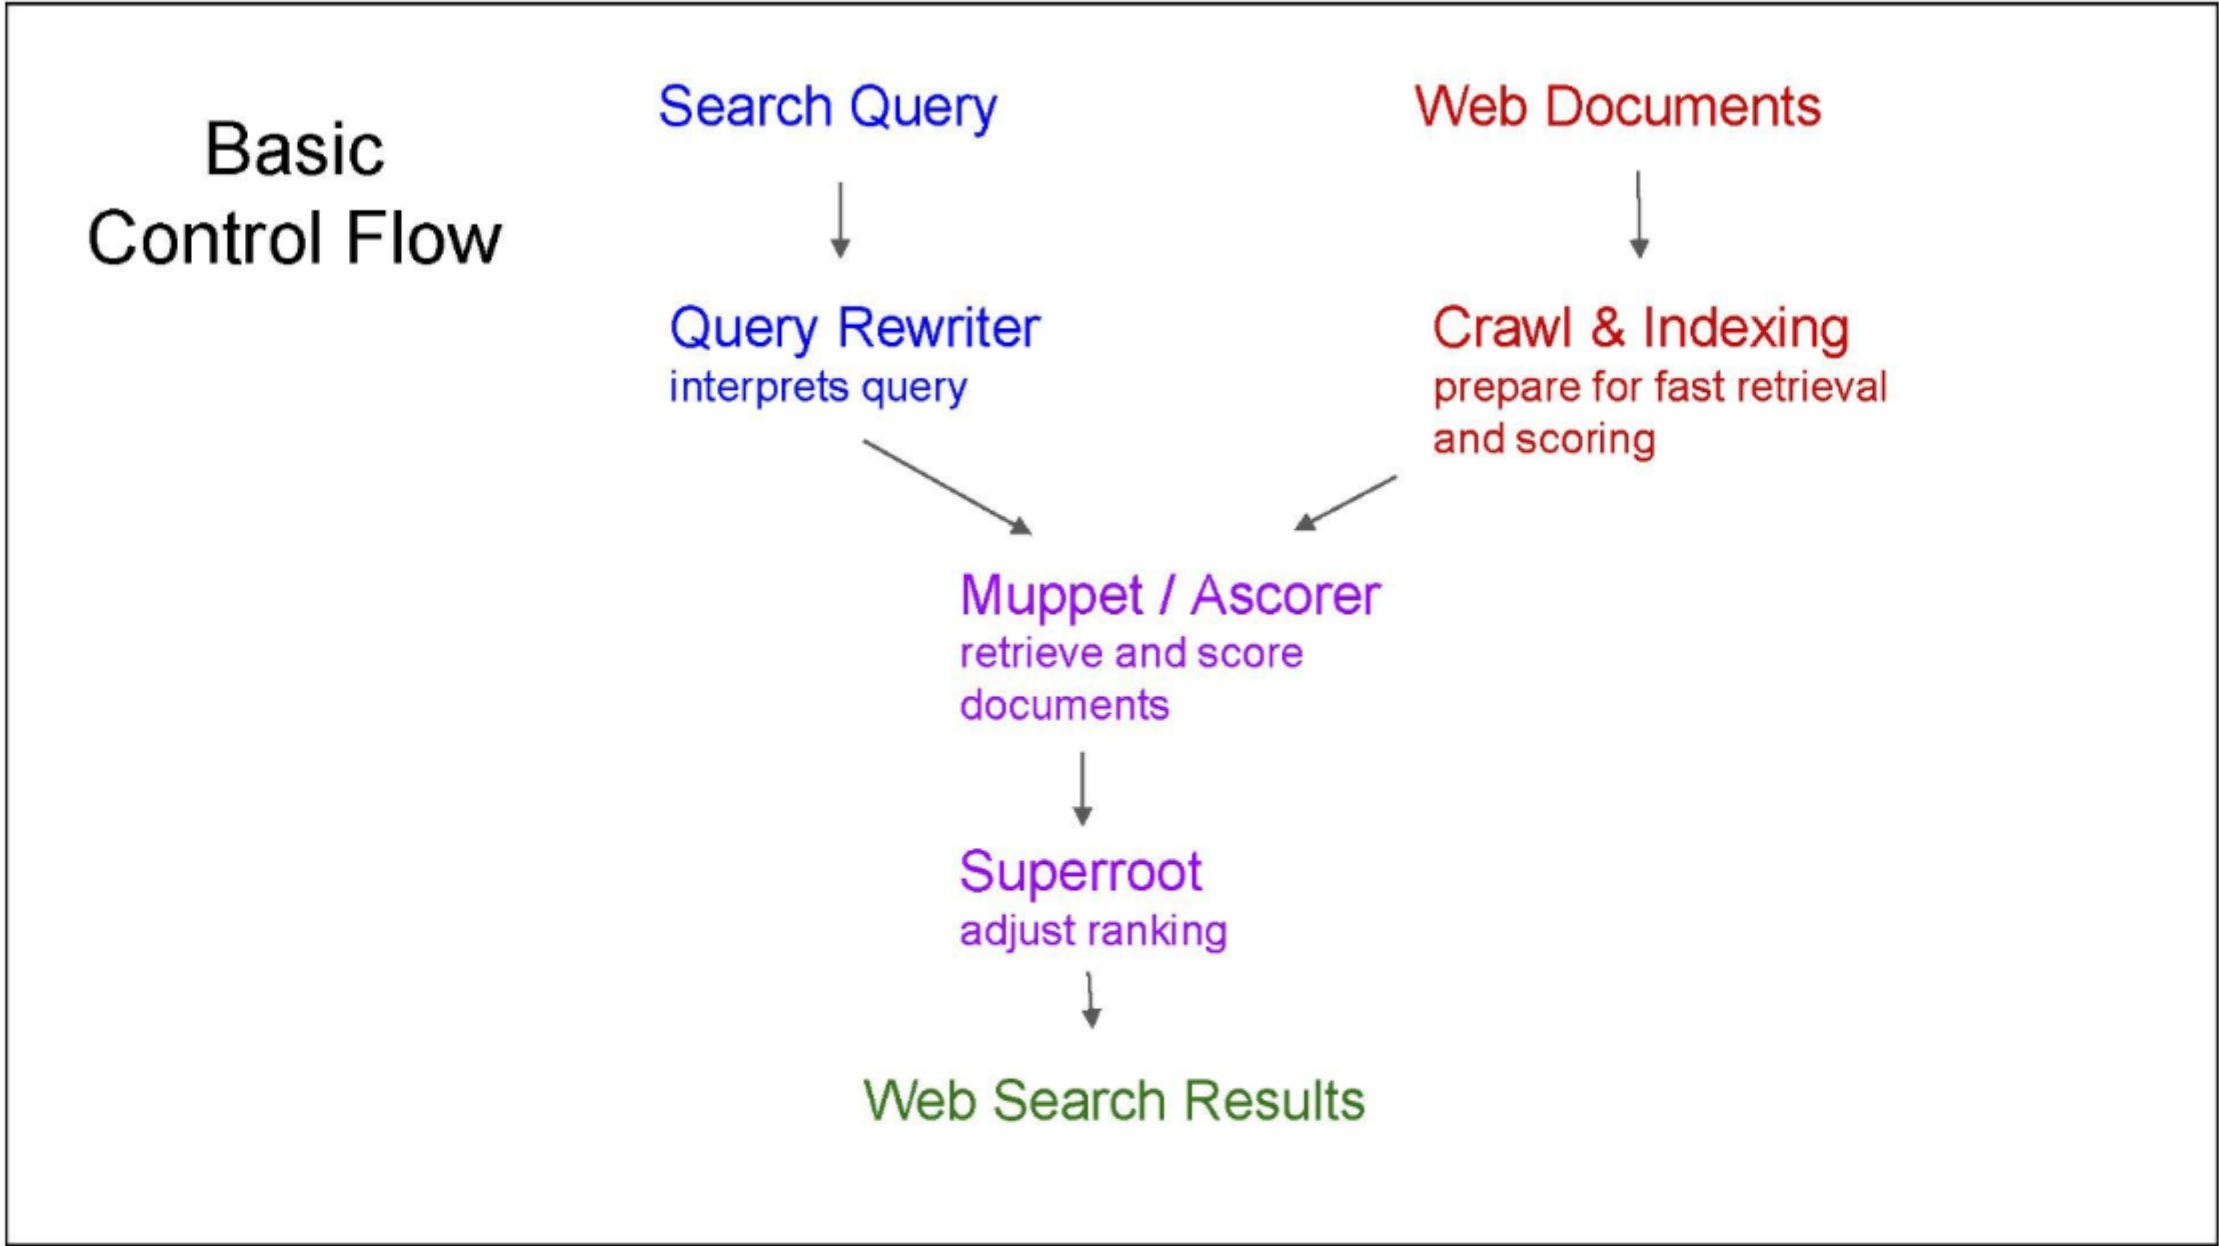 Basic
Control Flow
Search Query
Web Documents
Query Rewriter
interprets query
Crawl & Indexing
prepare for fast retrieval
and scoring
Muppet / Ascorer
retrieve and score
documents
Superroot
adjust ranking
Web Search Results